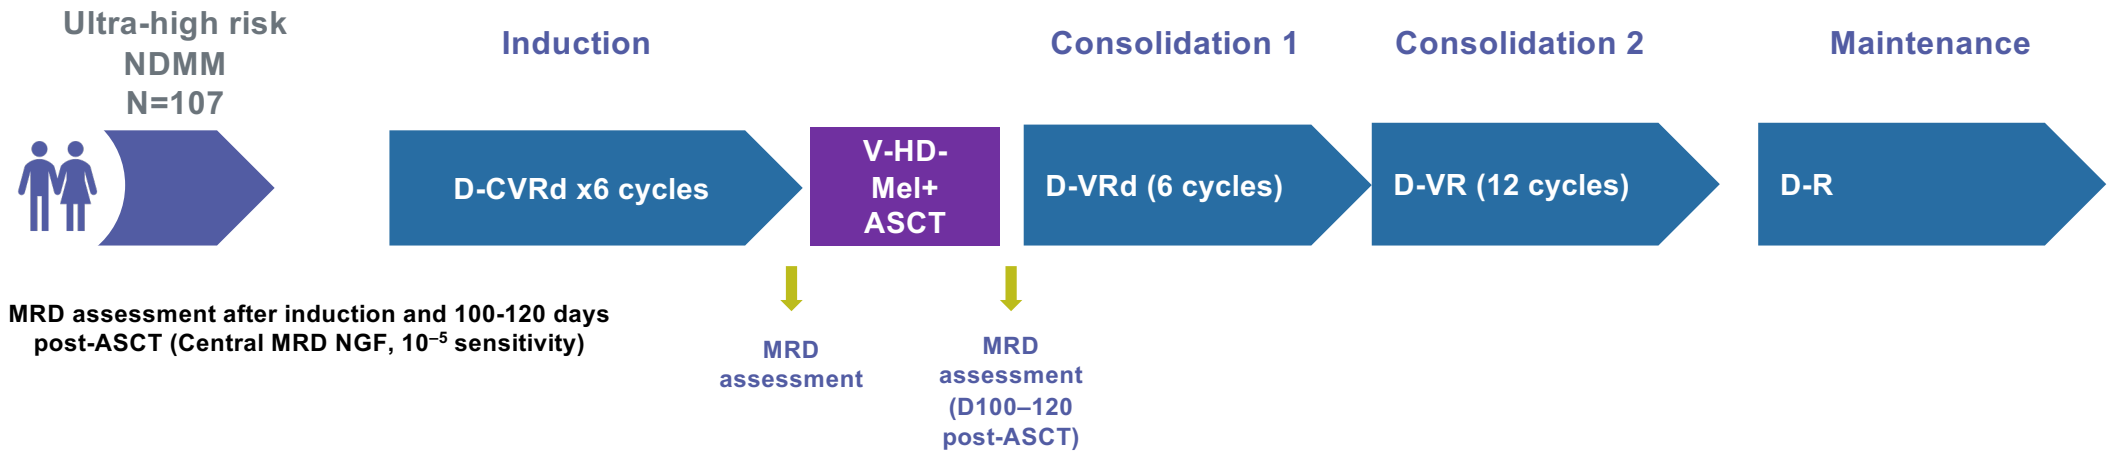 Ultra-high risk
NDMM
N=107
Induction
Consolidation 1
Consolidation 2
Maintenance
D-CVRd x6 cycles
V-HD-
Mel+
ASCT
D-VRd (6 cycles)
D-VR (12 cycles)
D-R
MRD assessment after induction and 100-120 days
post-ASCT (Central MRD NGF, 10⁻⁵ sensitivity)
MRD
assessment
MRD
assessment
(D100–120
post-ASCT)